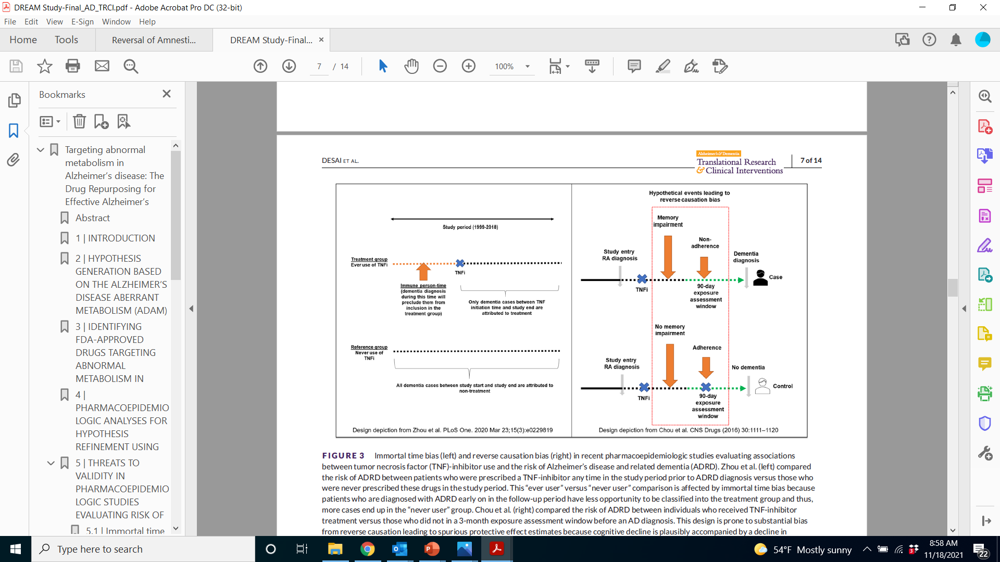 DREAM Study-Final_AD_TRCI.pdf - Adobe Acrobat Pro DC (32-bit)
File Edit View E-Sign Window Help
Home Tools Reversal of Amnesti... DREAM Study-Final...
7 / 14 100%
Bookmarks
Targeting abnormal
metabolism in
Alzheimer's disease: The
Drug Repurposing for
Effective Alzheimer's
Abstract
1 | INTRODUCTION
2 | HYPOTHESIS
GENERATION BASED
ON THE ALZHEIMER'S
DISEASE ABERRANT
METABOLISM (ADAM)
3 | IDENTIFYING
FDA-APPROVED
DRUGS TARGETING
ABNORMAL
METABOLISM IN
4 |
PHARMACOEPIDEMIO
LOGIC ANALYSES FOR
HYPOTHESIS
REFINEMENT USING
5 | THREATS TO
VALIDITY IN
PHARMACOEPIDEMIO
LOGIC STUDIES
EVALUATING RISK OF
5.1 | Immortal time
DESAI ET AL.
Alzheimer's & Dementia
Translational Research
& Clinical Interventions
7 of 14
Study period (1999-2018)
Treatment group
Ever use of TNFi
TNFi
Immune person-time
(dementia diagnosis
during this time will
preclude them from
inclusion in the
treatment group)
Only dementia cases between TNF
initiation time and study end are
attributed to treatment
Reference group
Never use of
TNFi
All dementia cases between study start and study end are attributed to
non-treatment
Design depiction from Zhou et al. PLoS One. 2020 Mar 23;15(3):e0229819
Hypothetical events leading to
reverse causation bias
Memory
impairment
Non-
adherence
Study entry
RA diagnosis
Dementia
diagnosis
Case
TNFi
90-day
exposure
assessment
window
No memory
impairment
Adherence
Study entry
RA diagnosis
No dementia
Control
TNFi
90-day
exposure
assessment
window
Design depiction from Chou et al. CNS Drugs (2016) 30:1111–1120
FIGURE 3 Immortal time bias (left) and reverse causation bias (right) in recent pharmacoepidemiologic studies evaluating associations
between tumor necrosis factor (TNF)-inhibitor use and the risk of Alzheimer's disease and related dementia (ADRD). Zhou et al. (left) compared
the risk of ADRD between patients who were prescribed a TNF-inhibitor any time in the study period prior to ADRD diagnosis versus those who
were never prescribed these drugs in the study period. This “ever user” versus “never user” comparison is affected by immortal time bias because
patients who are diagnosed with ADRD early on in the follow-up period have less opportunity to be classified into the treatment group and thus,
more cases end up in the “never user” group. Chou et al. (right) compared the risk of ADRD between individuals who received TNF-inhibitor
treatment versus those who did not in a 3-month exposure assessment window before an AD diagnosis. This design is prone to substantial bias
from reverse causation leading to spurious protective effect estimates because cognitive decline is plausibly accompanied by a decline in
Type here to search
54°F Mostly sunny
3
8:58 AM
11/18/2021
22